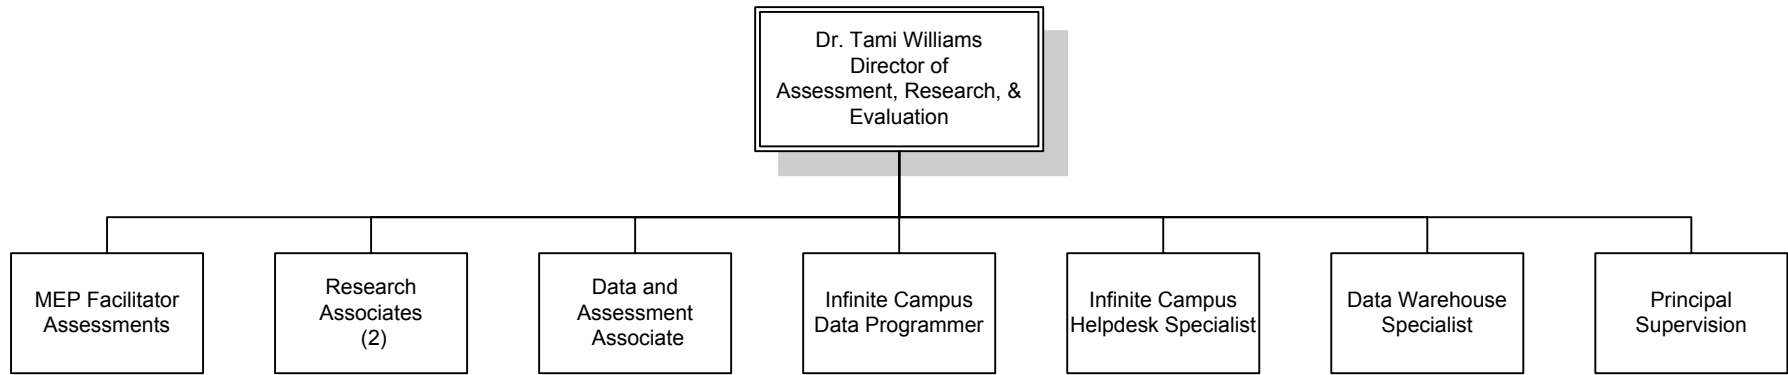 Dr. Tami Williams
Director of
Assessment, Research, &
Evaluation
MEP Facilitator
Assessments
Research
Associates
(2)
Data and
Assessment
Associate
Infinite Campus
Data Programmer
Infinite Campus
Helpdesk Specialist
Data Warehouse
Specialist
Principal
Supervision